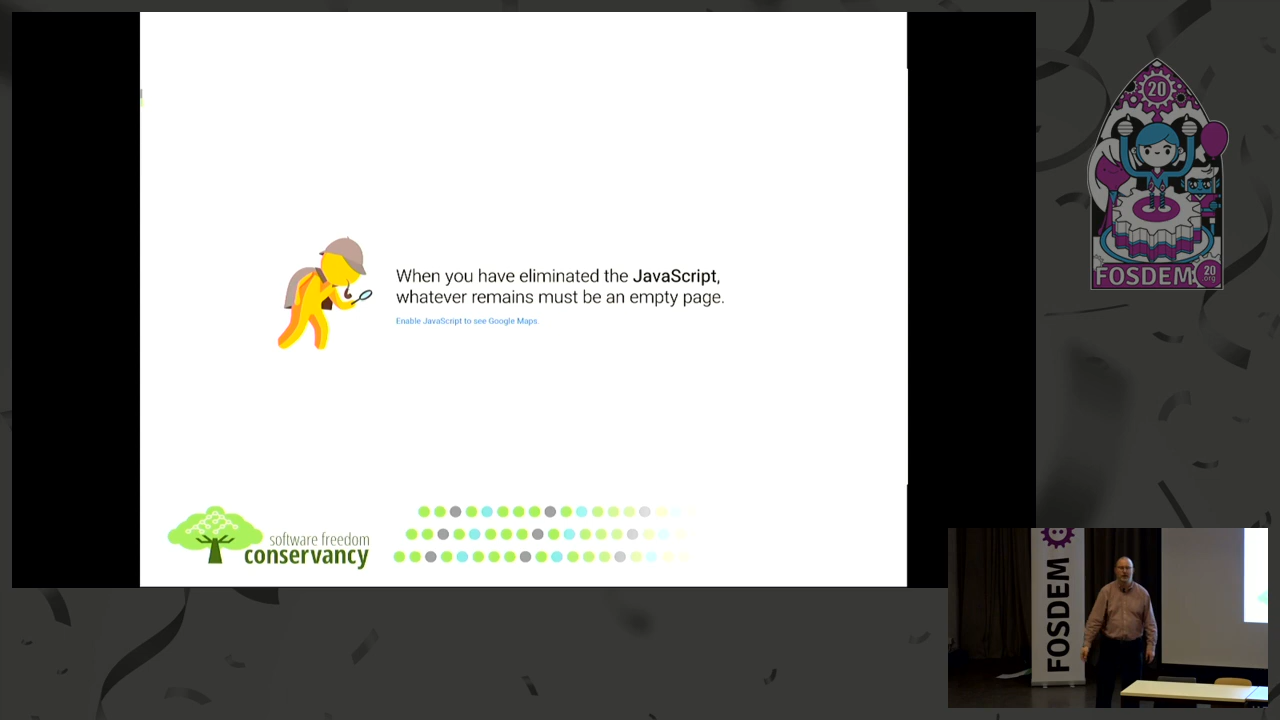 When you have eliminated the JavaScript,
whatever remains must be an empty page.
Enable JavaScript to see Google Maps.
software freedom
conservancy
20
FOSDEM
20
.org
FOSDEM